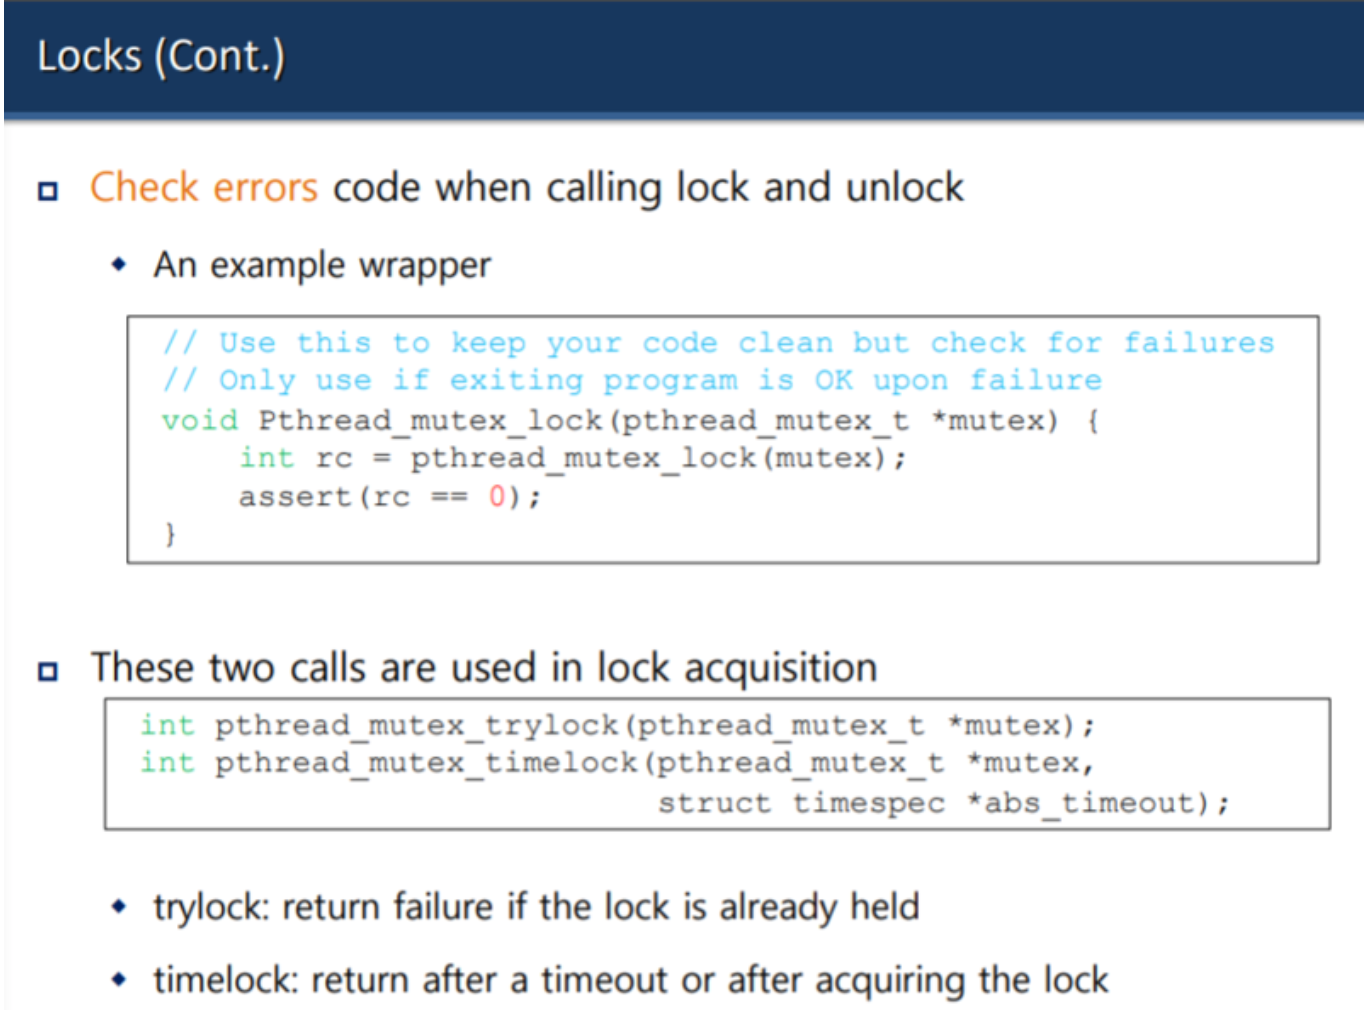 Locks (Cont.)
Check errors code when calling lock and unlock
An example wrapper
// Use this to keep your code clean but check for failures
// Only use if exiting program is OK upon failure
void Pthread_mutex_lock(pthread_mutex_t *mutex) {
int rc = pthread_mutex_lock(mutex);
assert(rc == 0);
}
These two calls are used in lock acquisition
int pthread_mutex_trylock(pthread_mutex_t *mutex);
int pthread_mutex_timelock(pthread_mutex_t *mutex,
struct timespec *abs_timeout);
trylock: return failure if the lock is already held
timelock: return after a timeout or after acquiring the lock